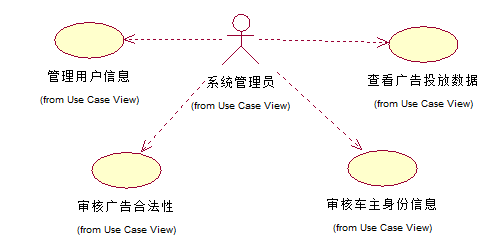 管理用户信息
(from Use Case View)
系统管理员
(from Use Case View)
查看广告投放数据
(from Use Case View)
审核广告合法性
(from Use Case View)
审核车主身份信息
(from Use Case View)